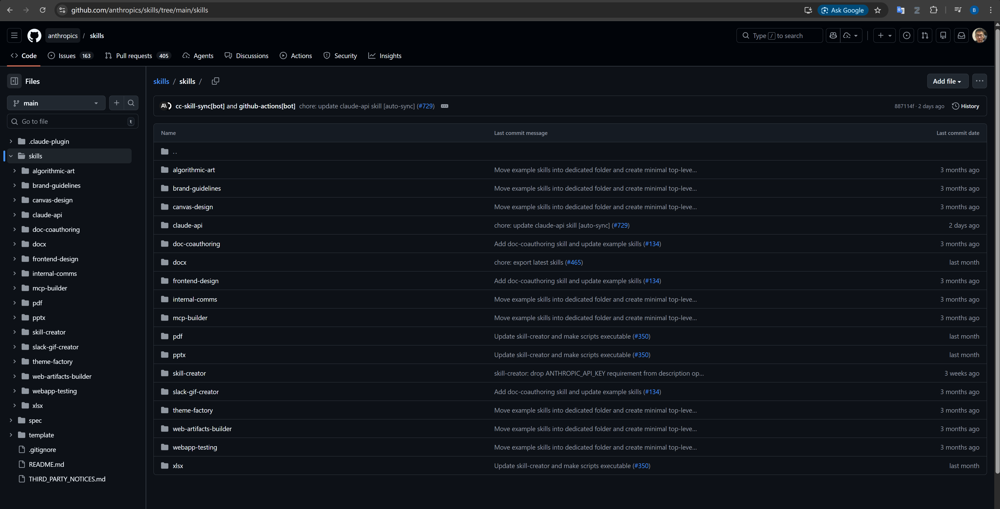 github.com/anthropics/skills/tree/main/skills
Ask Google
B
anthropics / skills
Type / to search
Code
Issues 163
Pull requests 405
Agents
Discussions
Actions
Security
Insights
Files
main
Go to file
t
.claude-plugin
skills
algorithmic-art
brand-guidelines
canvas-design
claude-api
doc-coauthoring
docx
frontend-design
internal-comms
mcp-builder
pdf
pptx
skill-creator
slack-gif-creator
theme-factory
web-artifacts-builder
webapp-testing
xlsx
spec
template
.gitignore
README.md
THIRD_PARTY_NOTICES.md
skills / skills /
Add file
cc-skill-sync[bot] and github-actions[bot] chore: update claude-api skill [auto-sync] (#729)
887114f · 2 days ago
History
Name Last commit message Last commit date
..
algorithmic-art Move example skills into dedicated folder and create minimal top-leve... 3 months ago
brand-guidelines Move example skills into dedicated folder and create minimal top-leve... 3 months ago
canvas-design Move example skills into dedicated folder and create minimal top-leve... 3 months ago
claude-api chore: update claude-api skill [auto-sync] (#729) 2 days ago
doc-coauthoring Add doc-coauthoring skill and update example skills (#134) 3 months ago
docx chore: export latest skills (#465) last month
frontend-design Add doc-coauthoring skill and update example skills (#134) 3 months ago
internal-comms Move example skills into dedicated folder and create minimal top-leve... 3 months ago
mcp-builder Move example skills into dedicated folder and create minimal top-leve... 3 months ago
pdf Update skill-creator and make scripts executable (#350) last month
pptx Update skill-creator and make scripts executable (#350) last month
skill-creator skill-creator: drop ANTHROPIC_API_KEY requirement from description op... 3 weeks ago
slack-gif-creator Add doc-coauthoring skill and update example skills (#134) 3 months ago
theme-factory Move example skills into dedicated folder and create minimal top-leve... 3 months ago
web-artifacts-builder Move example skills into dedicated folder and create minimal top-leve... 3 months ago
webapp-testing Move example skills into dedicated folder and create minimal top-leve... 3 months ago
xlsx Update skill-creator and make scripts executable (#350) last month